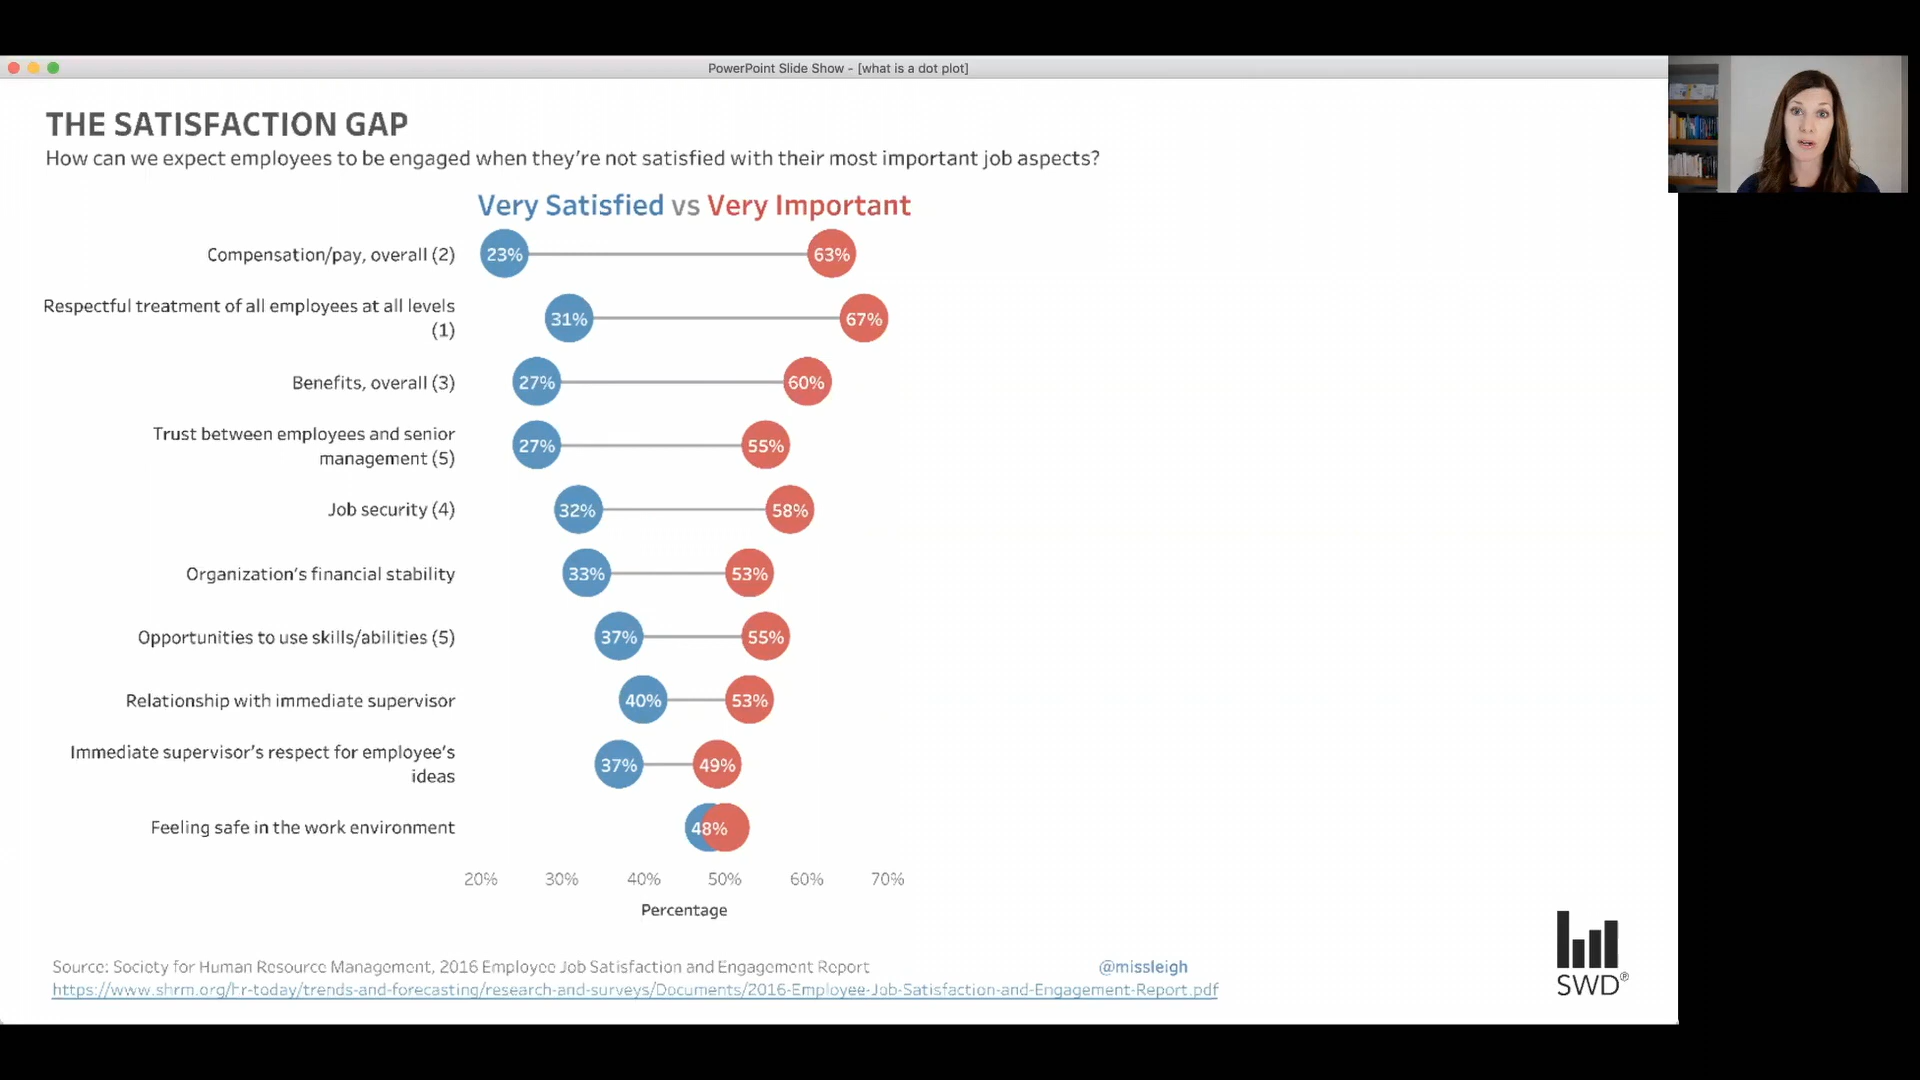 PowerPoint Slide Show - [what is a dot plot]
THE SATISFACTION GAP
How can we expect employees to be engaged when they're not satisfied with their most important job aspects?
Very Satisfied vs Very Important
Compensation/pay, overall (2)
23%
63%
Respectful treatment of all employees at all levels
(1)
31%
67%
Benefits, overall (3)
27%
60%
Trust between employees and senior
management (5)
27%
55%
Job security (4)
32%
58%
Organization's financial stability
33%
53%
Opportunities to use skills/abilities (5)
37%
55%
Relationship with immediate supervisor
40%
53%
Immediate supervisor's respect for employee's
ideas
37%
49%
Feeling safe in the work environment
48%
20% 30% 40% 50% 60% 70%
Percentage
Source: Society for Human Resource Management, 2016 Employee Job Satisfaction and Engagement Report
@missleigh
https://www.shrm.org/hr-today/trends-and-forecasting/research-and-surveys/Documents/2016-Employee-Job-Satisfaction-and-Engagement-Report.pdf
SWD®